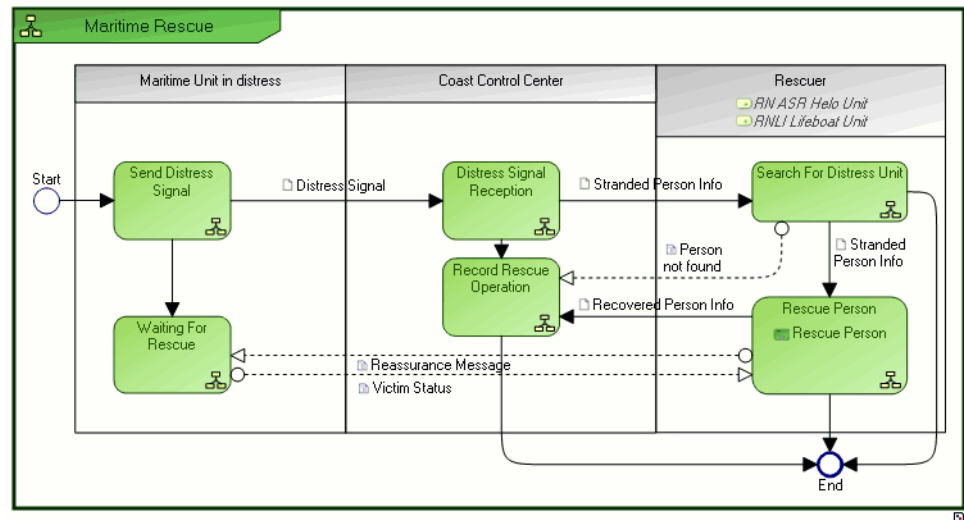 Maritime Rescue
Maritime Unit in distress
Coast Control Center
Rescuer
RN ASR Helo Unit
RNLI Lifeboat Unit
Start
Send Distress
Signal
Distress Signal
Distress Signal
Reception
Stranded Person Info
Search For Distress Unit
Person
not found
Stranded
Person Info
Record Rescue
Operation
Recovered Person Info
Rescue Person
Rescue Person
Waiting For
Rescue
Reassurance Message
Victim Status
End